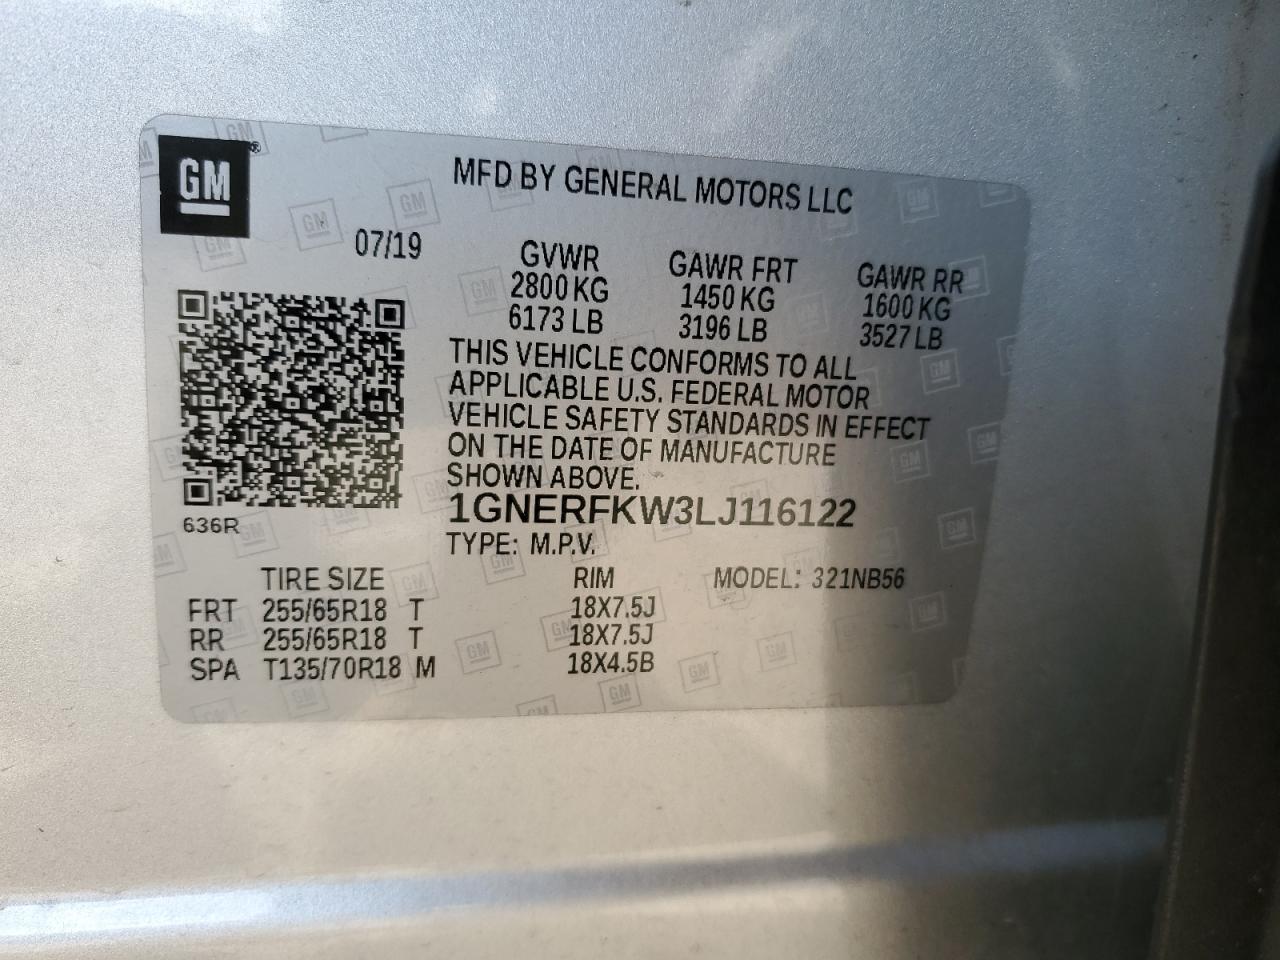 GM®
MFD BY GENERAL MOTORS LLC
07/19
GVWR GAWR FRT GAWR RR
2800 KG 1450 KG 1600 KG
6173 LB 3196 LB 3527 LB
THIS VEHICLE CONFORMS TO ALL
APPLICABLE U.S. FEDERAL MOTOR
VEHICLE SAFETY STANDARDS IN EFFECT
ON THE DATE OF MANUFACTURE
SHOWN ABOVE.
1GNERFKW3LJ116122
636R
TYPE: M.P.V.
TIRE SIZE RIM MODEL: 321NB56
FRT 255/65R18 T 18X7.5J
RR 255/65R18 T 18X7.5J
SPA T135/70R18 M 18X4.5B